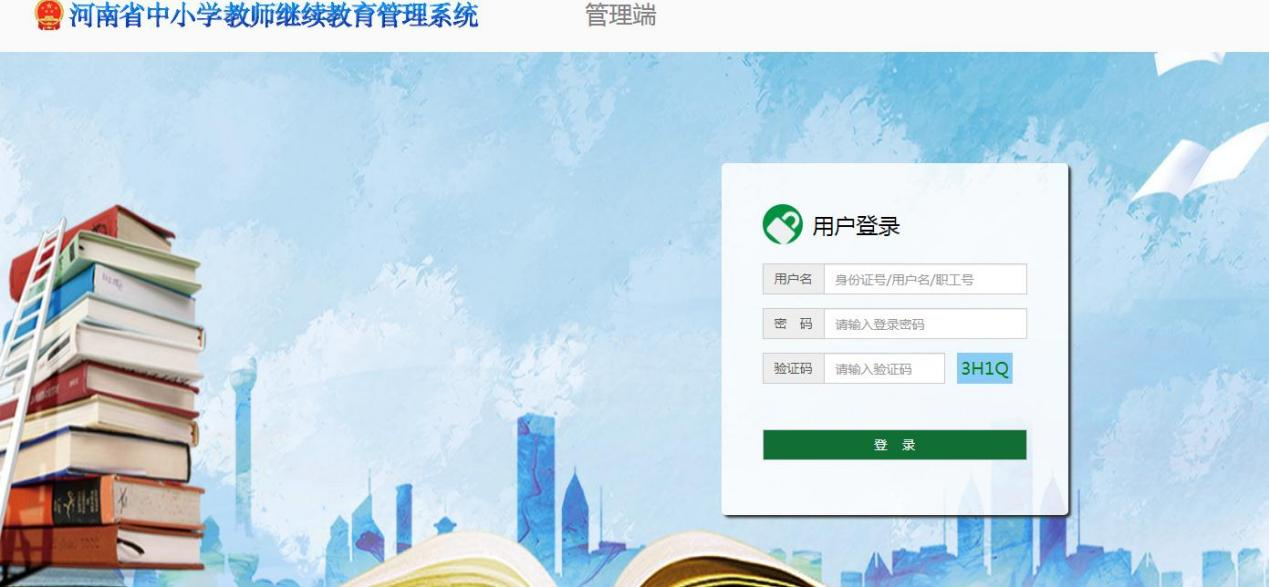 河南省中小学教师继续教育管理系统 管理端
用户登录
用户名 身份证号/用户名/职工号
密 码 请输入登录密码
验证码 请输入验证码 3H1Q
登 录